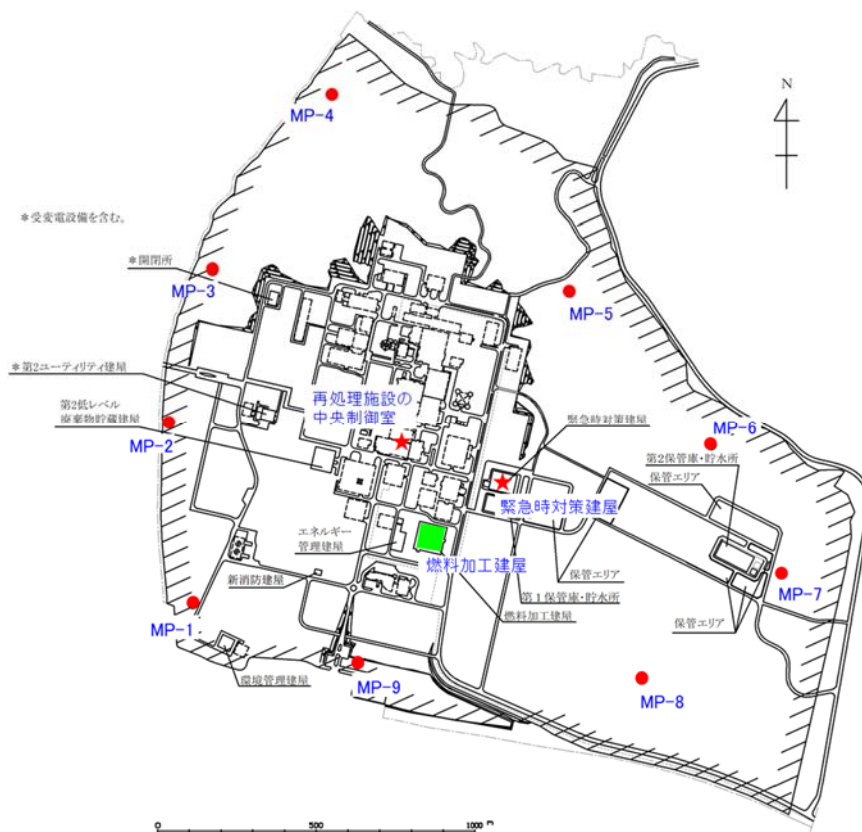 MP-4
N
＊受変電設備を含む。
＊開閉所
MP-3
MP-5
＊第2ユーティリティ建屋
再処理施設の
中央制御室
第2低レベル
廃棄物貯蔵建屋
MP-2
緊急時対策建屋
MP-6
第2保管庫・貯水所
保管エリア
緊急時対策建屋
エネルギー
管理建屋
燃料加工建屋
保管エリア
新消防建屋
MP-7
第1保管庫・貯水所
燃料加工建屋
保管エリア
MP-1
環境管理建屋
MP-9
MP-8
0
500
1000 m